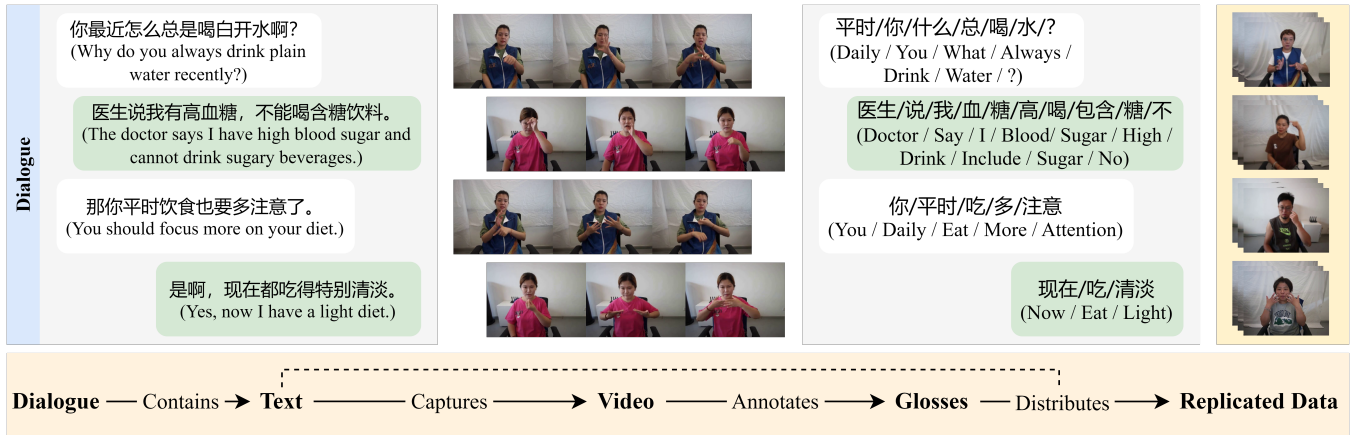 Dialogue
你最近怎么总是喝白开水啊?
(Why do you always drink plain
water recently?)
医生说我有高血糖，不能喝含糖饮料。
(The doctor says I have high blood sugar and
cannot drink sugary beverages.)
那你平时饮食也要多注意了。
(You should focus more on your diet.)
是啊，现在都吃得特别清淡。
(Yes, now I have a light diet.)
平时/你/什么/总/喝/水/?
(Daily / You / What / Always /
Drink / Water / ?)
医生/说/我/血/糖/高/喝/包含/糖/不
(Doctor / Say / I / Blood/ Sugar / High /
Drink / Include / Sugar / No)
你/平时/吃/多/注意
(You / Daily / Eat / More / Attention)
现在/吃/清淡
(Now / Eat / Light)
Dialogue Contains Text Captures Video Annotates Glosses Distributes Replicated Data